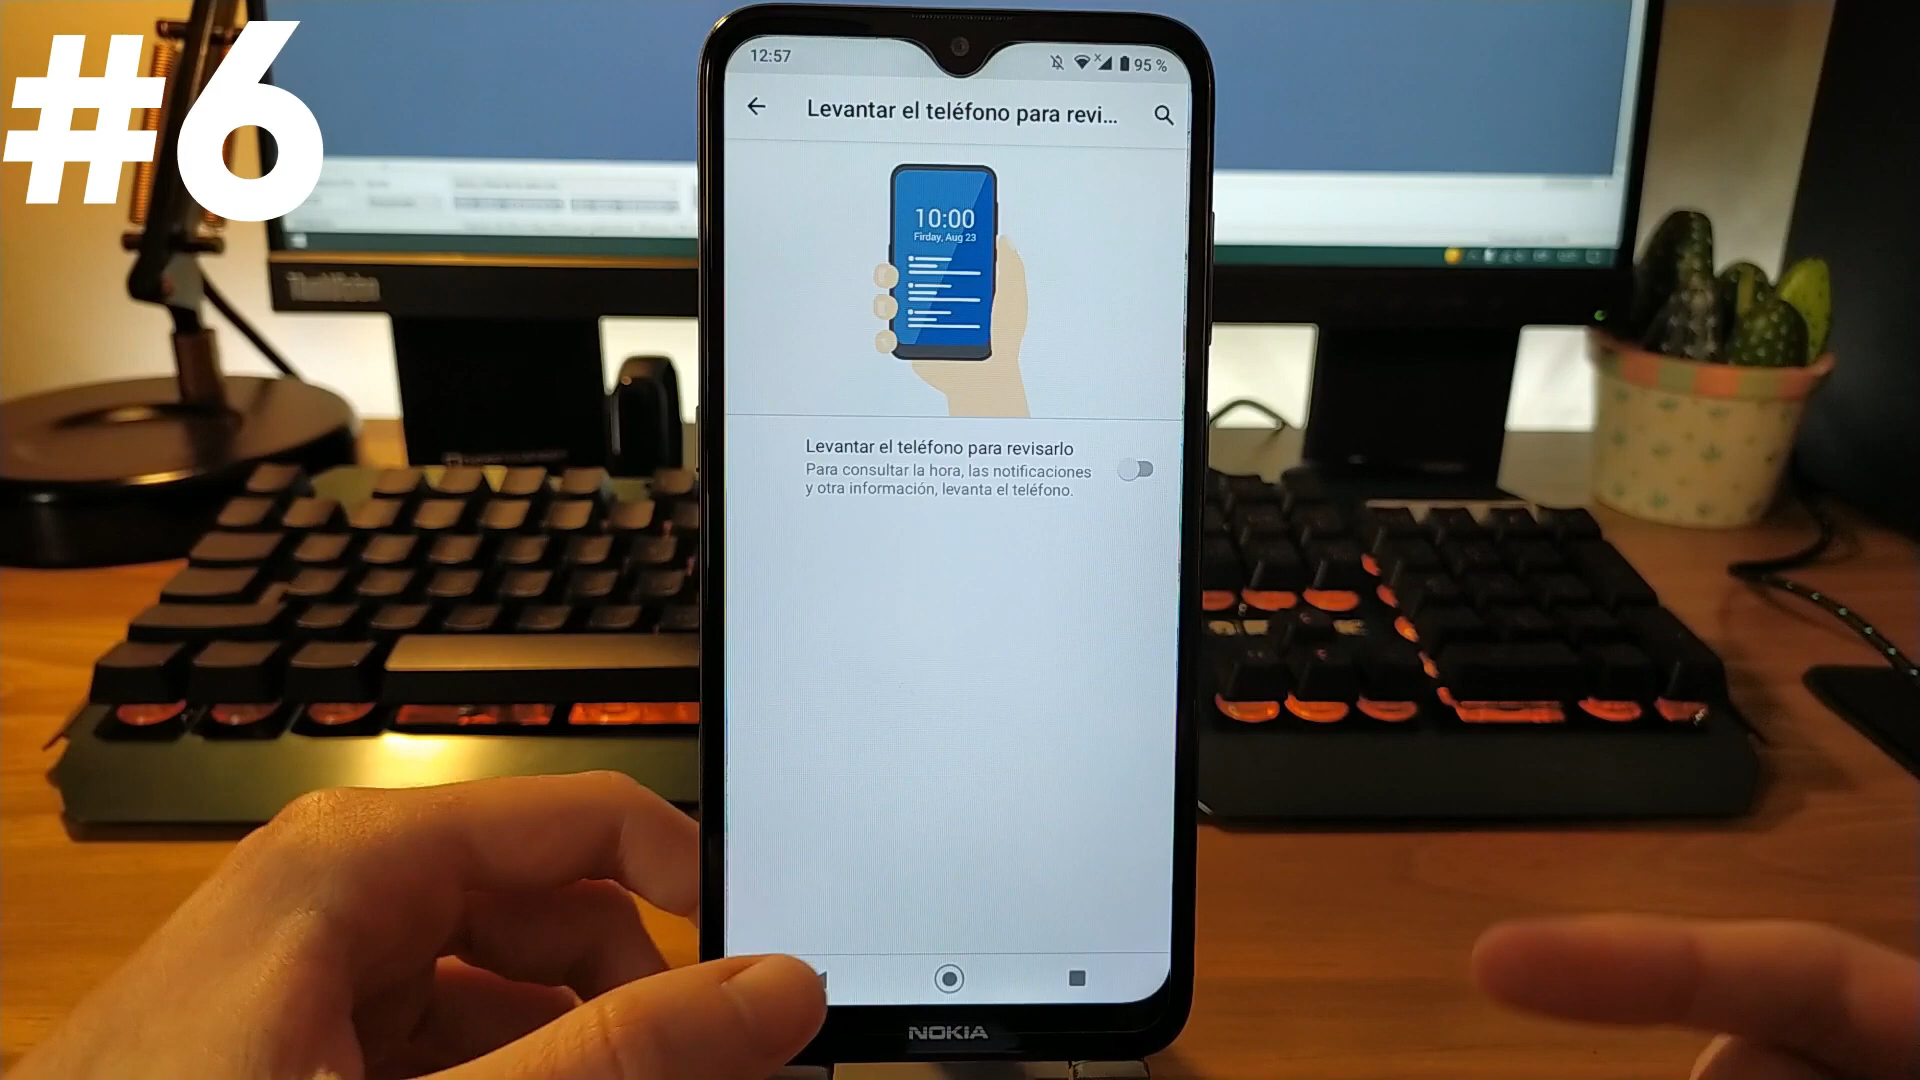 #6
12:57
95 %
Levantar el teléfono para revi...
10:00
Firday, Aug 23
Levantar el teléfono para revisarlo
Para consultar la hora, las notificaciones
y otra información, levanta el teléfono.
NOKIA